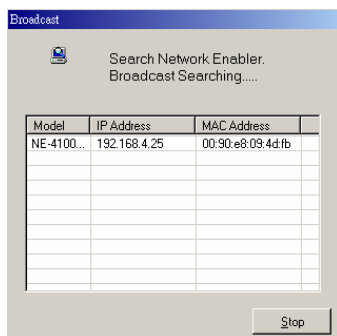 Broadcast
Search Network Enabler.
Broadcast Searching.....
Model IP Address MAC Address
NE-4100... 192.168.4.25 00:90:e8:09:4d:fb
Stop